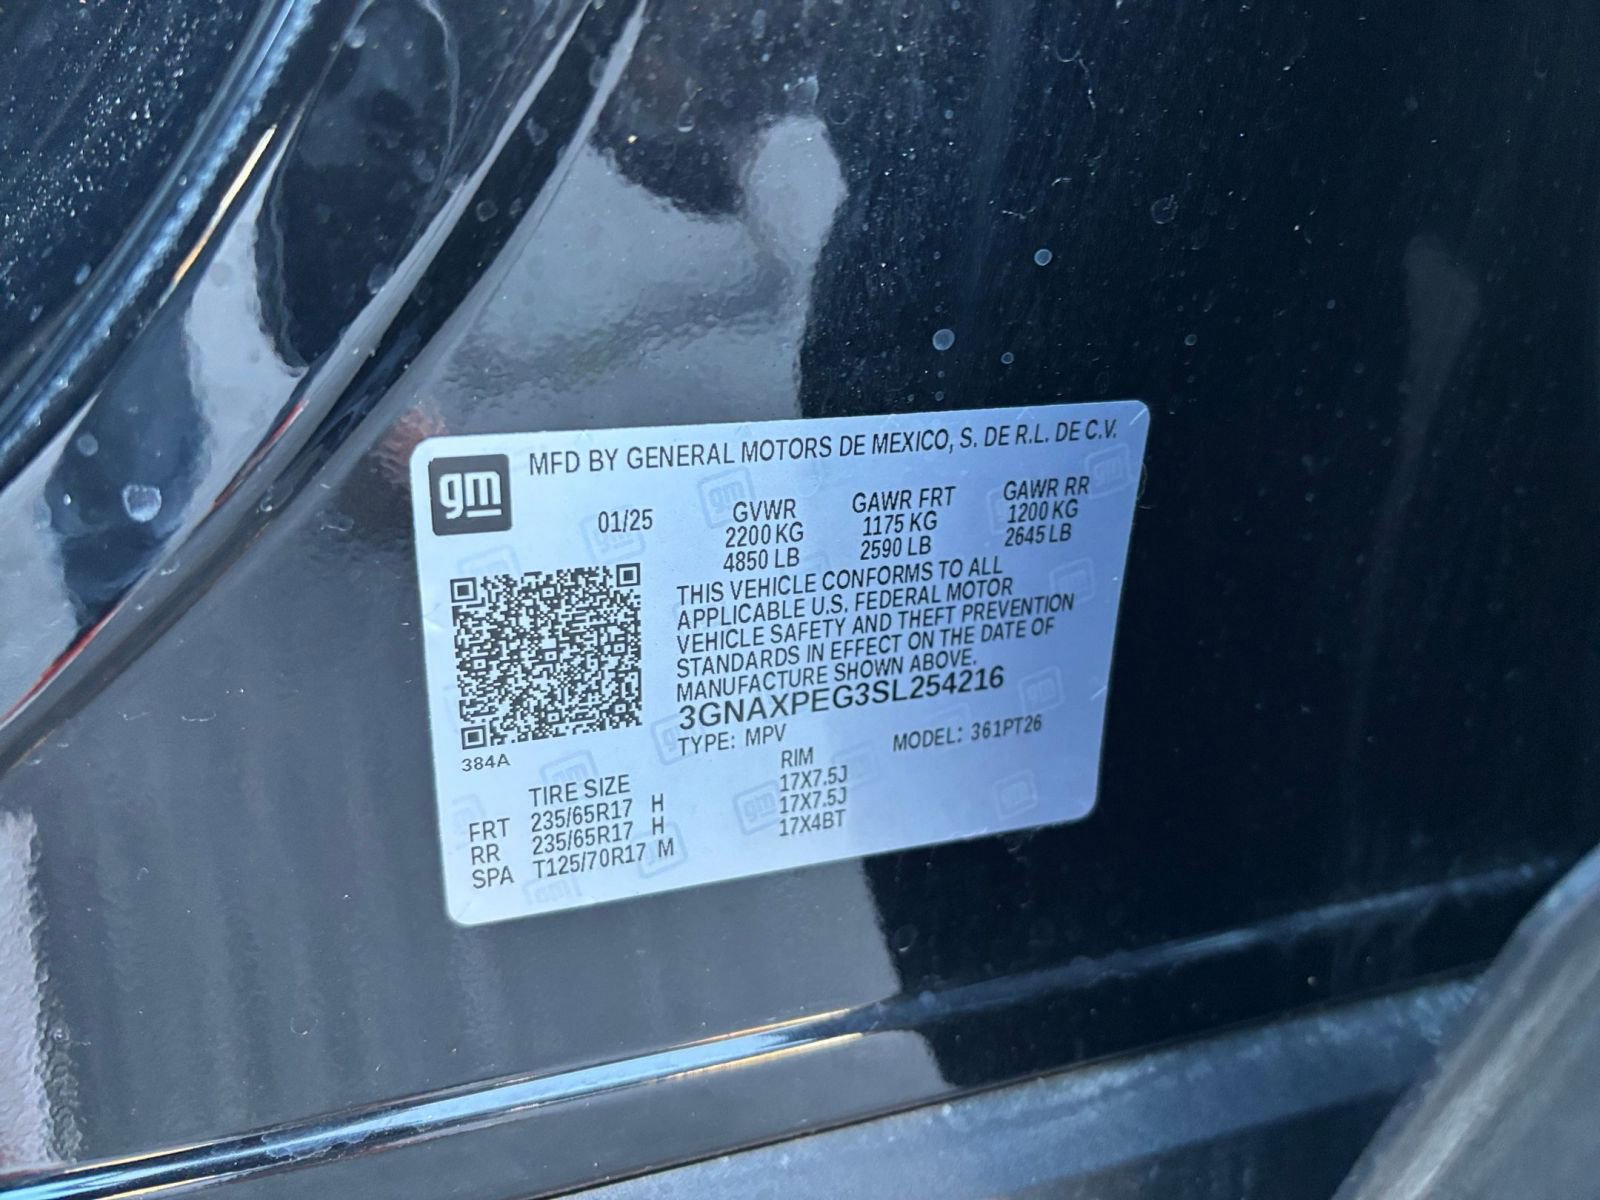 gm
MFD BY GENERAL MOTORS DE MEXICO, S. DE R.L. DE C.V.
01/25 GVWR GAWR FRT GAWR RR
2200 KG 1175 KG 1200 KG
4850 LB 2590 LB 2645 LB
THIS VEHICLE CONFORMS TO ALL
APPLICABLE U.S. FEDERAL MOTOR
VEHICLE SAFETY AND THEFT PREVENTION
STANDARDS IN EFFECT ON THE DATE OF
MANUFACTURE SHOWN ABOVE.
3GNAXPEG3SL254216
TYPE: MPV MODEL: 361PT26
384A
TIRE SIZE RIM
FRT 235/65R17 H 17X7.5J
RR 235/65R17 H 17X7.5J
SPA T125/70R17 M 17X4BT